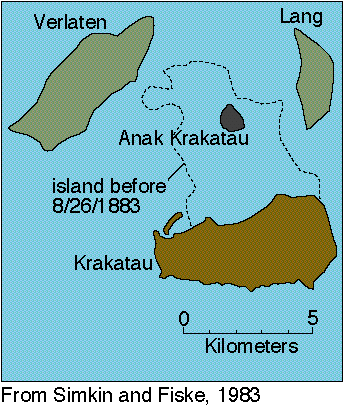 Verlaten
Lang
Anak Krakatau
island before
8/26/1883
Krakatau
0 5
Kilometers
From Simkin and Fiske, 1983